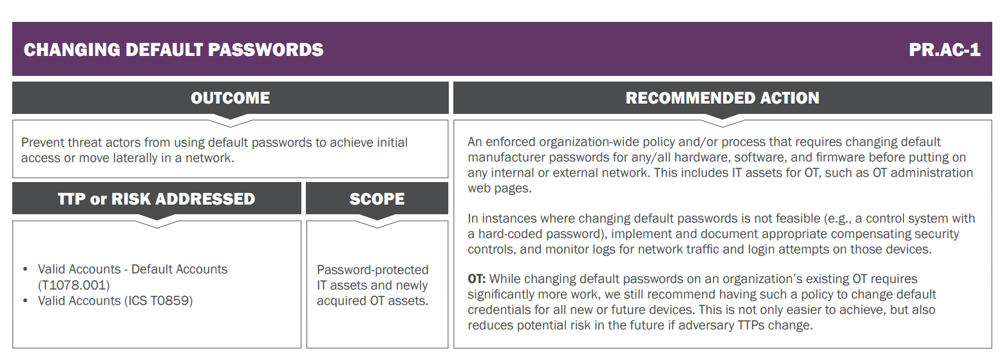 CHANGING DEFAULT PASSWORDS
PR.AC-1
OUTCOME
Prevent threat actors from using default passwords to achieve initial
access or move laterally in a network.
TTP or RISK ADDRESSED
• Valid Accounts - Default Accounts
(T1078.001)
• Valid Accounts (ICS T0859)
SCOPE
Password-protected
IT assets and newly
acquired OT assets.
RECOMMENDED ACTION
An enforced organization-wide policy and/or process that requires changing default
manufacturer passwords for any/all hardware, software, and firmware before putting on
any internal or external network. This includes IT assets for OT, such as OT administration
web pages.
In instances where changing default passwords is not feasible (e.g., a control system with
a hard-coded password), implement and document appropriate compensating security
controls, and monitor logs for network traffic and login attempts on those devices.
OT: While changing default passwords on an organization's existing OT requires
significantly more work, we still recommend having such a policy to change default
credentials for all new or future devices. This is not only easier to achieve, but also
reduces potential risk in the future if adversary TTPs change.